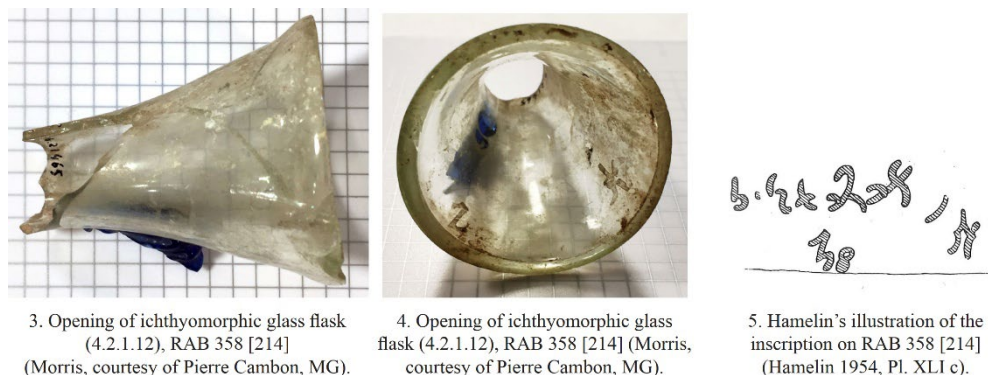 3. Opening of ichthyomorphic glass flask
(4.2.1.12), RAB 358 [214]
(Morris, courtesy of Pierre Cambon, MG).
4. Opening of ichthyomorphic glass
flask (4.2.1.12), RAB 358 [214] (Morris,
courtesy of Pierre Cambon, MG).
5. Hamelin’s illustration of the
inscription on RAB 358 [214]
(Hamelin 1954, Pl. XLI c).